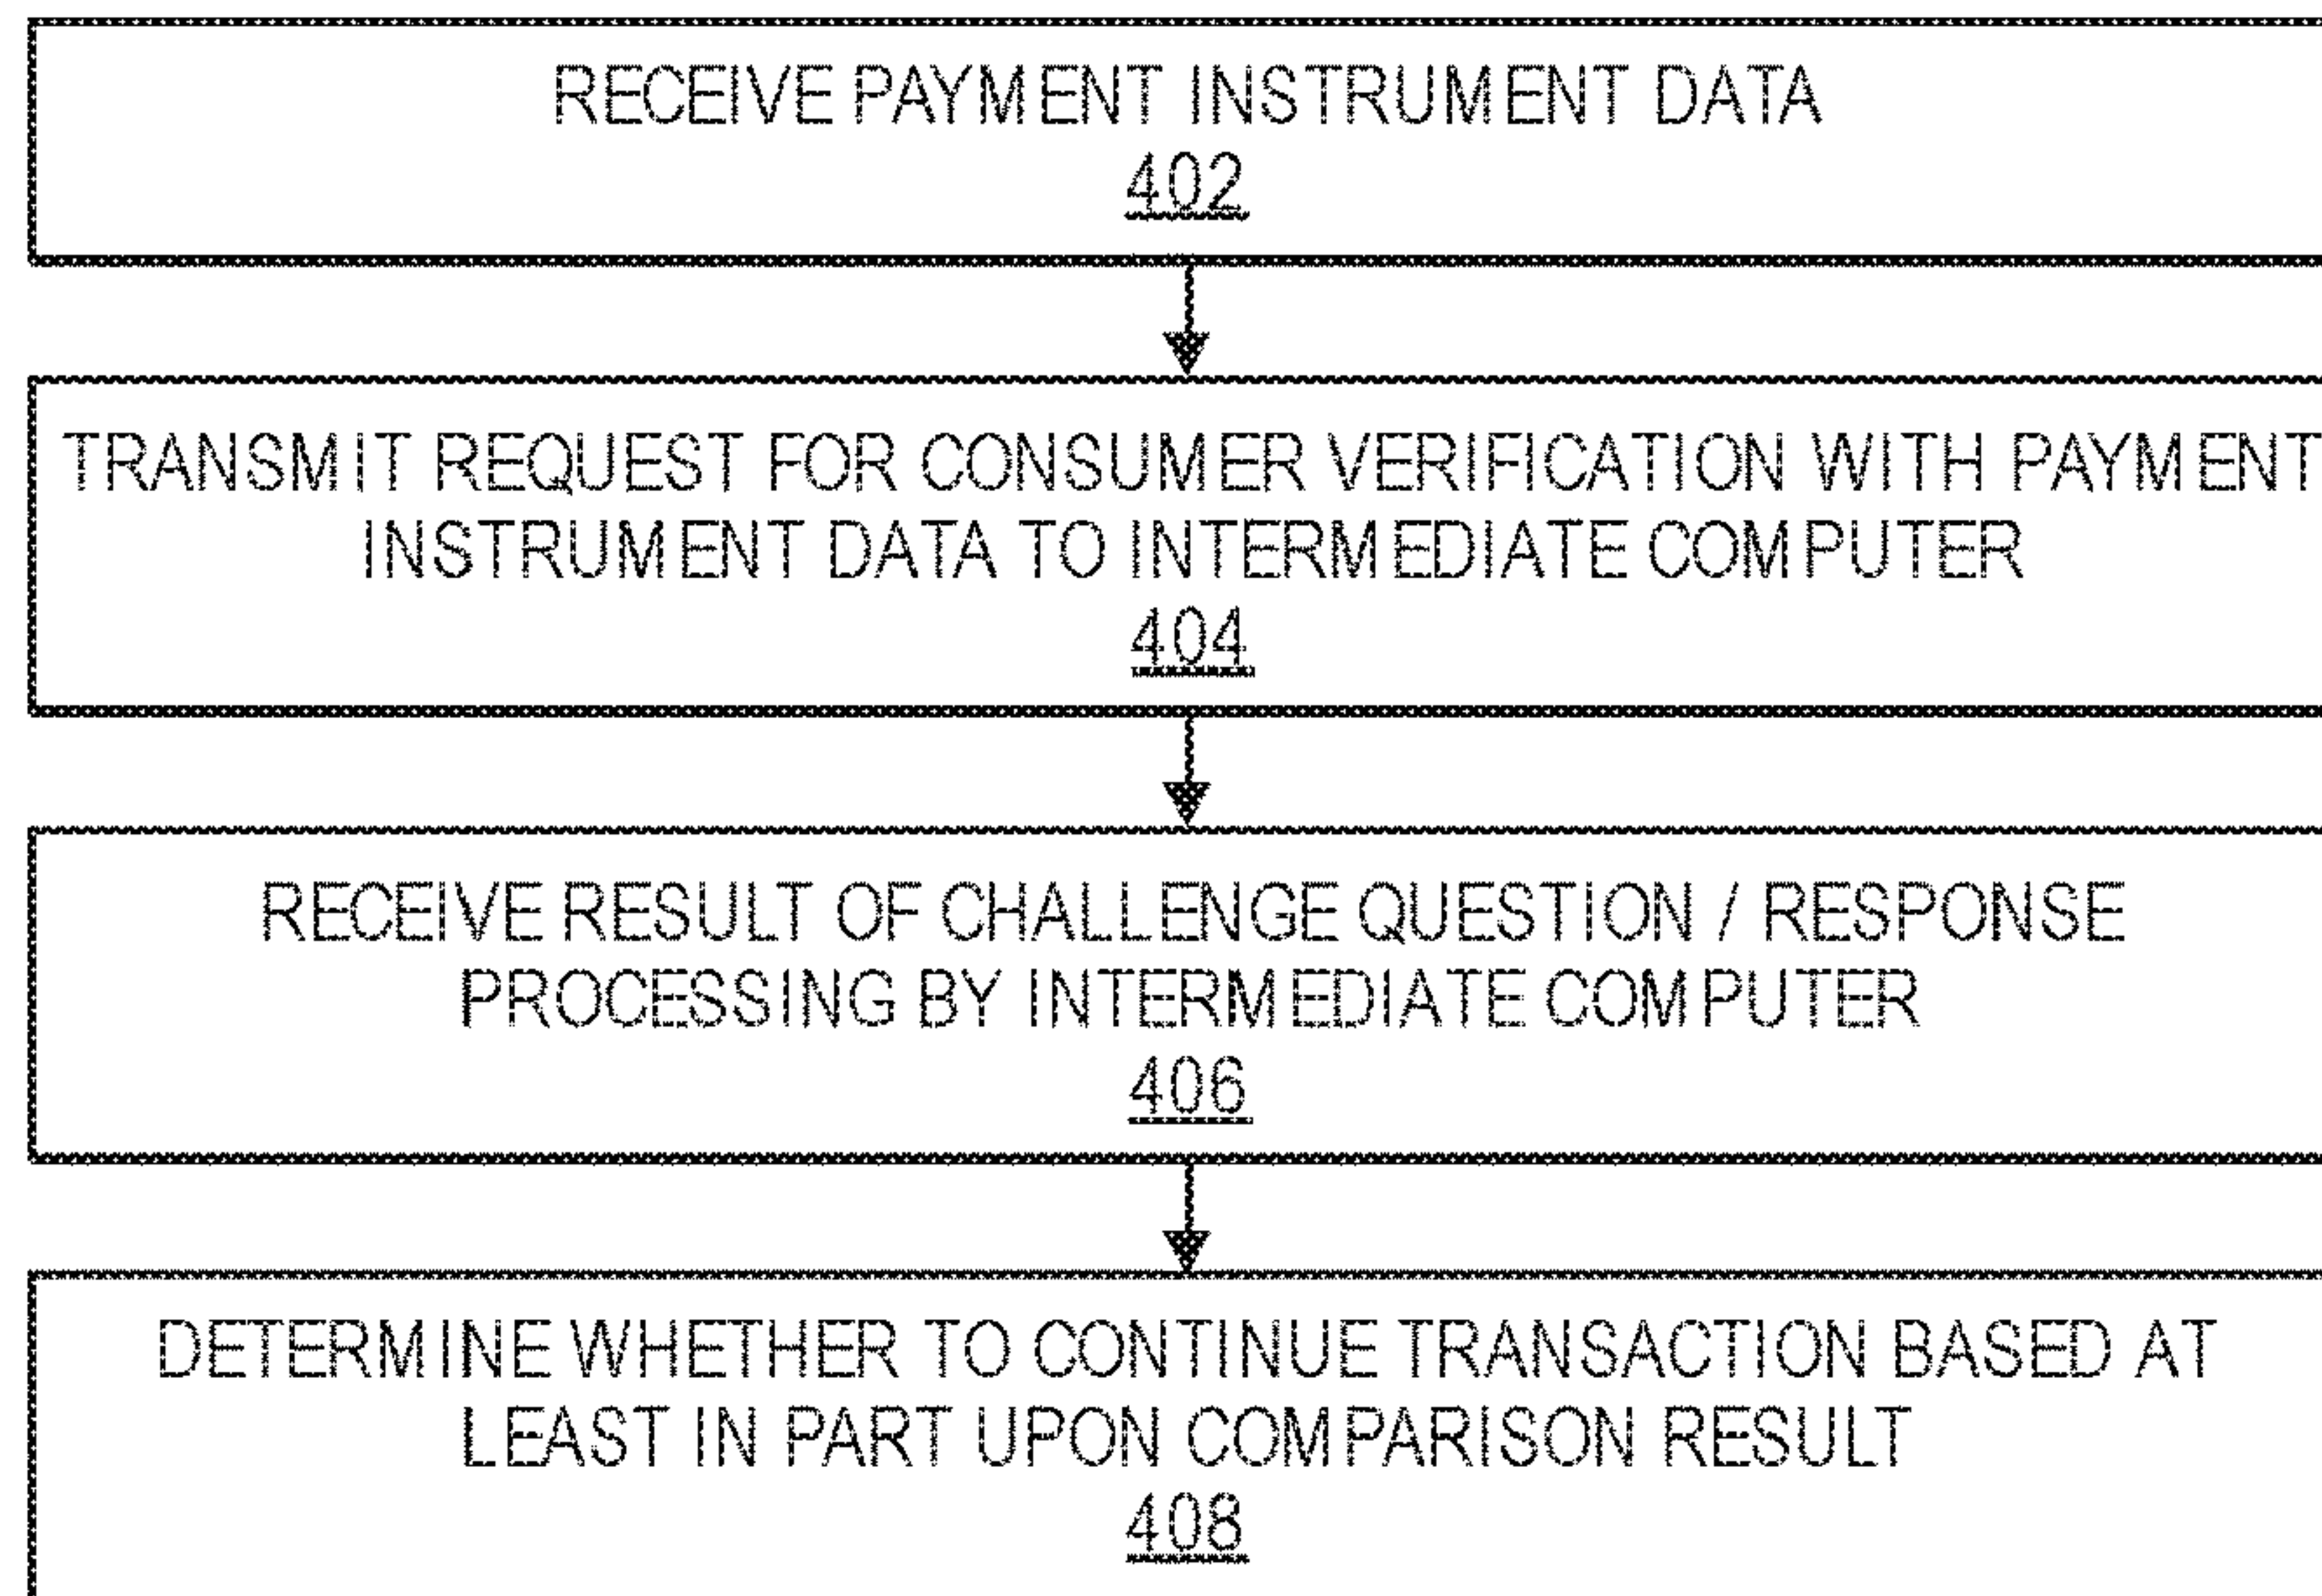 RECEIVE PAYMENT INSTRUMENT DATA
402
TRANSMIT REQUEST FOR CONSUMER VERIFICATION WITH PAYMENT
INSTRUMENT DATA TO INTERMEDIATE COMPUTER
404
RECEIVE RESULT OF CHALLENGE QUESTION / RESPONSE
PROCESSING BY INTERMEDIATE COMPUTER
406
DETERMINE WHETHER TO CONTINUE TRANSACTION BASED AT
LEAST IN PART UPON COMPARISON RESULT
408